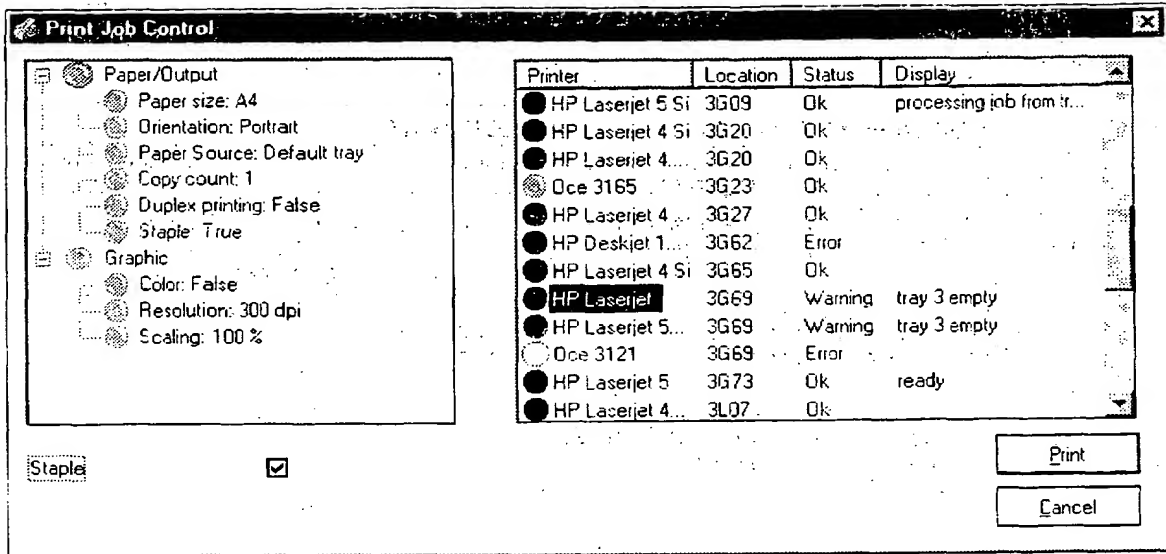 Print Job Control
Paper/Output
Paper size: A4
Orientation: Portrait
Paper Source: Default tray
Copy count: 1
Duplex printing: False
Staple: True
Graphic
Color: False
Resolution: 300 dpi
Scaling: 100 %
Staple
Printer Location Status Display
HP Laserjet 5 Si 3G09 Ok processing job from tr...
HP Laserjet 4 Si 3G20 Ok
HP Laserjet 4.... 3G20 Ok
Oce 3165 3G23 Ok
HP Laserjet 4 ... 3G27 Ok
HP Deskjet 1... 3G62 Error
HP Laserjet 4 Si 3G65 Ok
HP Laserjet 3G69 Warning tray 3 empty
HP Laserjet 5... 3G69 Warning tray 3 empty
Oce 3121 3G69 Error
HP Laserjet 5 3G73 Ok ready
HP Laserjet 4... 3L07 Ok
Print
Cancel